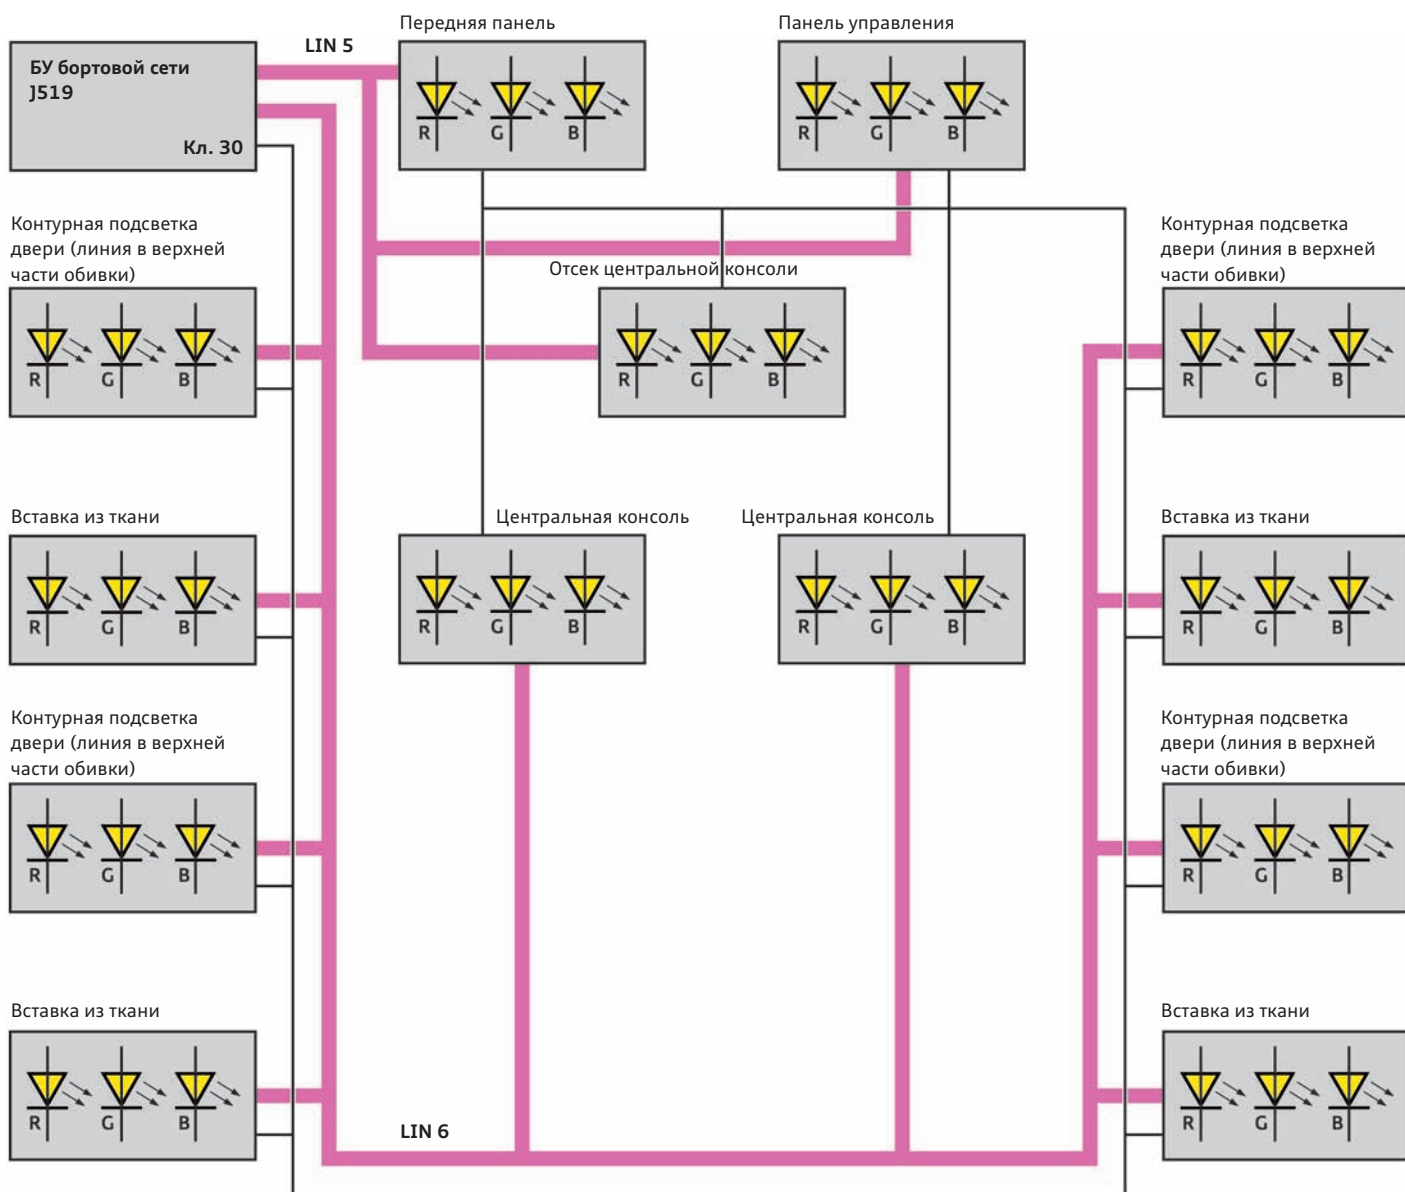 Передняя панель
Панель управления
LIN 5
БУ бортовой сети
J519
Кл. 30
R G B
R G B
Контурная подсветка
двери (линия в верхней
части обивки)
R G B
Отсек центральной консоли
R G B
Контурная подсветка
двери (линия в верхней
части обивки)
R G B
Вставка из ткани
R G B
Центральная консоль
R G B
Центральная консоль
R G B
Вставка из ткани
R G B
Контурная подсветка
двери (линия в верхней
части обивки)
R G B
Контурная подсветка
двери (линия в верхней
части обивки)
R G B
Вставка из ткани
R G B
LIN 6
Вставка из ткани
R G B